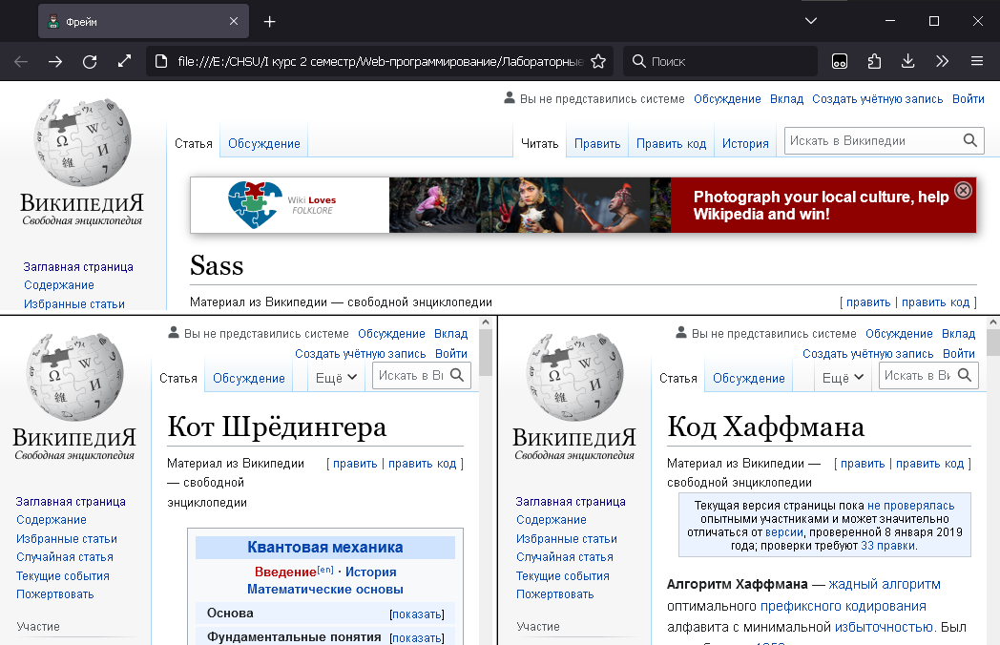 Фрейм
file:///E:/CHSU/I курс 2 семестр/Web-программирование/Лабораторные
Поиск
Вы не представились системе Обсуждение Вклад Создать учётную запись Войти
Статья Обсуждение Читать Править Править код История Искать в Википедии
ВикипедиЯ
Свободная энциклопедия
Wiki Loves
FOLKLORE
Photograph your local culture, help
Wikipedia and win!
Sass
Материал из Википедии — свободной энциклопедии [ править | править код ]
Заглавная страница
Содержание
Избранные статьи
Вы не представились системе Обсуждение Вклад
Создать учётную запись Войти
Статья Обсуждение Ещё Искать в Ви
ВикипедиЯ
Свободная энциклопедия
Кот Шрёдингера
Материал из Википедии [ править | править код ]
— свободной
энциклопедии
Заглавная страница
Содержание
Избранные статьи
Случайная статья
Текущие события
Пожертвовать
Участие
Квантовая механика
Введение[en] · История
Математические основы
Основа [показать]
Фундаментальные понятия [показать]
Вы не представились системе Обсуждение Вклад
Создать учётную запись Войти
Статья Обсуждение Ещё Искать в Ви
ВикипедиЯ
Свободная энциклопедия
Код Хаффмана
Материал из Википедии — [ править | править код ]
свободной энциклопедии
Заглавная страница
Содержание
Избранные статьи
Случайная статья
Текущие события
Пожертвовать
Участие
Текущая версия страницы пока не проверялась
опытными участниками и может значительно
отличаться от версии, проверенной 8 января 2019
года; проверки требуют 33 правки.
Алгоритм Хаффмана — жадный алгоритм
оптимального префиксного кодирования
алфавита с минимальной избыточностью. Был